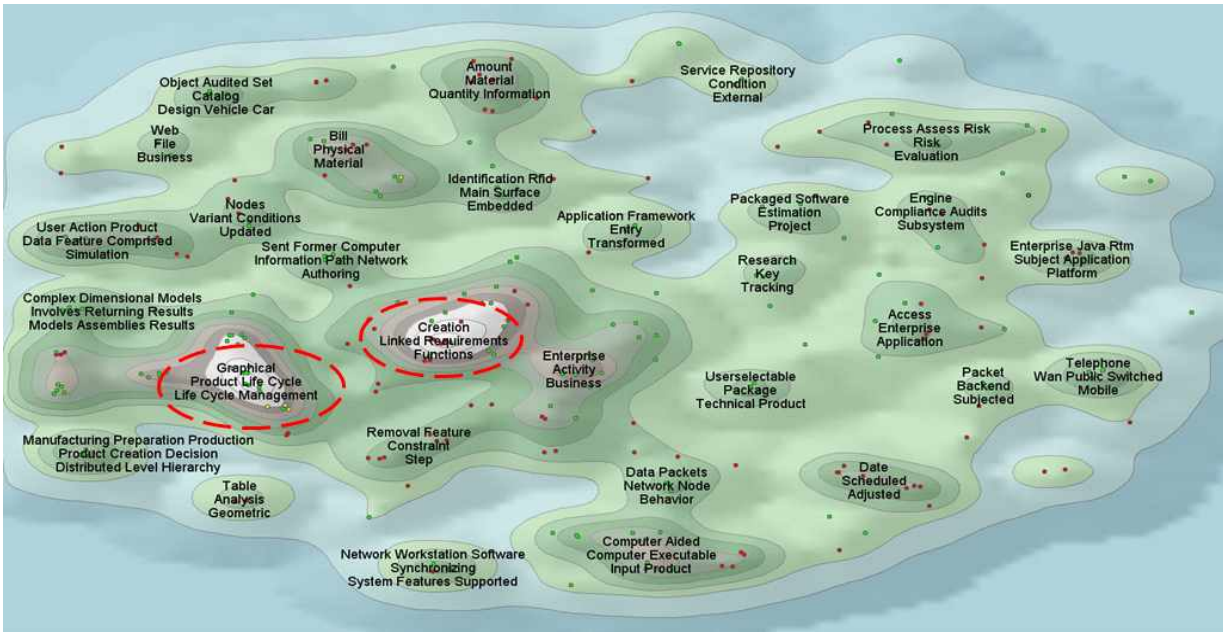 Object Audited Set
Catalog
Design Vehicle Car
Amount
Material
Quantity Information
Service Repository
Condition
External
Web
File
Business
Bill
Physical
Material
Process Assess Risk
Risk
Evaluation
Identification Rfid
Main Surface
Embedded
Nodes
Variant Conditions
Updated
Application Framework
Entry
Transformed
Packaged Software
Estimation
Project
Engine
Compliance Audits
Subsystem
User Action Product
Data Feature Comprised
Simulation
Sent Former Computer
Information Path Network
Authoring
Research
Key
Tracking
Enterprise Java Rtm
Subject Application
Platform
Complex Dimensional Models
Involves Returning Results
Models Assemblies Results
Creation
Linked Requirements
Functions
Access
Enterprise
Application
Graphical
Product Life Cycle
Life Cycle Management
Enterprise
Activity
Business
Userselectable
Package
Technical Product
Packet
Backend
Subjected
Telephone
Wan Public Switched
Mobile
Manufacturing Preparation Production
Product Creation Decision
Distributed Level Hierarchy
Removal Feature
Constraint
Step
Data Packets
Network Node
Behavior
Date
Scheduled
Adjusted
Table
Analysis
Geometric
Network Workstation Software
Synchronizing
System Features Supported
Computer Aided
Computer Executable
Input Product